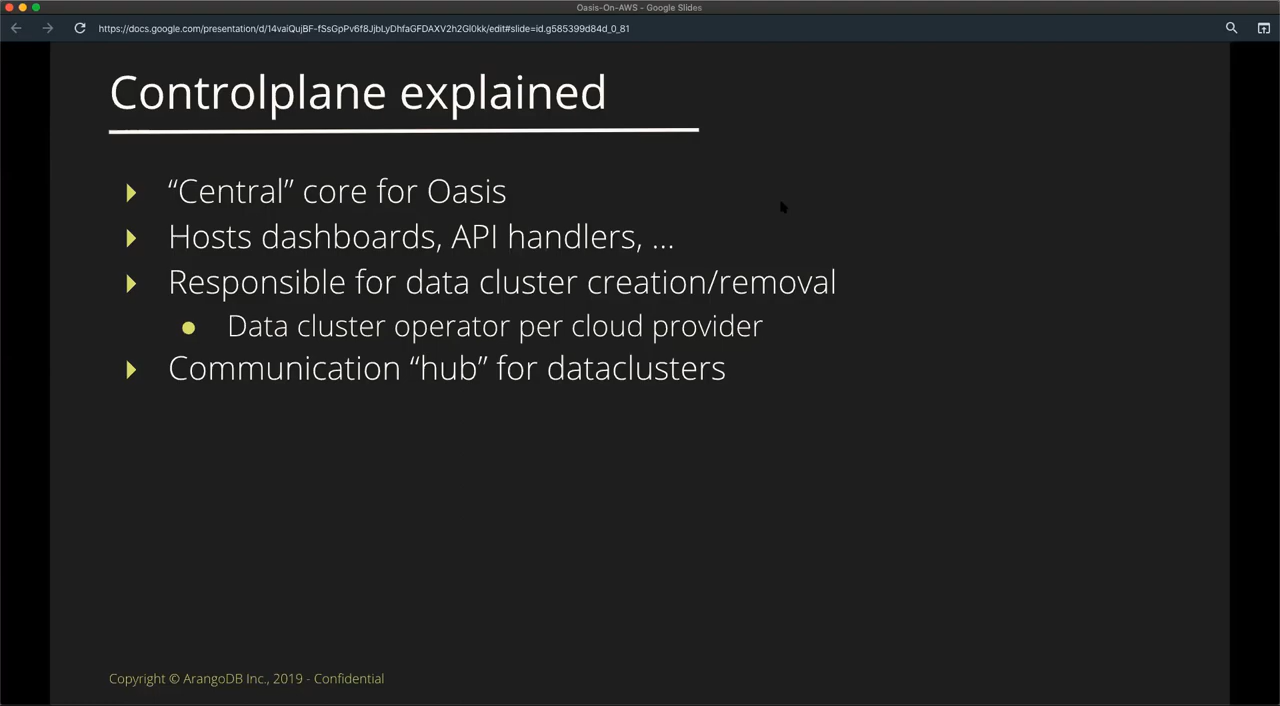 Oasis-On-AWS - Google Slides
https://docs.google.com/presentation/d/14vaiQujBF-fSsGpPv6f8JjbLyDhfaGFDAXV2h2Gl0kk/edit#slide=id.g585399d84d_0_81
Controlplane explained
“Central” core for Oasis
Hosts dashboards, API handlers, ...
Responsible for data cluster creation/removal
Data cluster operator per cloud provider
Communication “hub” for dataclusters
Copyright © ArangoDB Inc., 2019 - Confidential